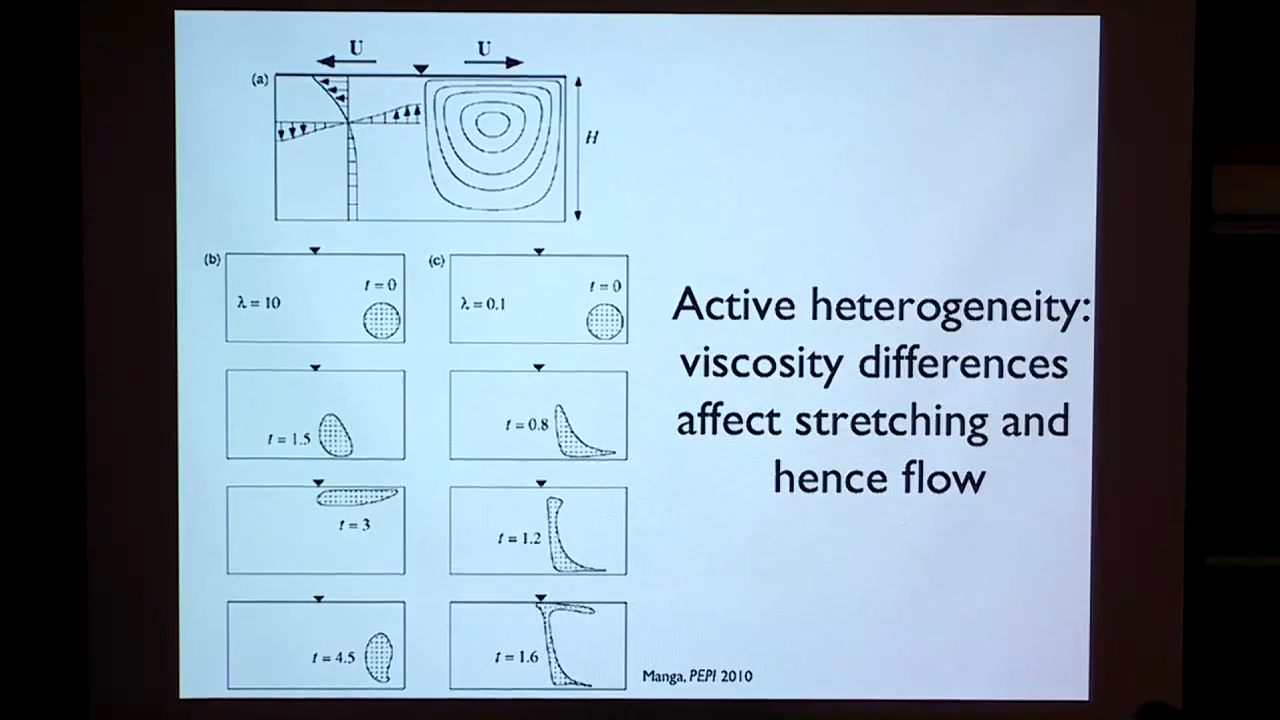 U U
(a)
H
(b) (c)
t = 0 t = 0
λ = 10 λ = 0.1
t = 1.5 t = 0.8
t = 3 t = 1.2
t = 4.5 t = 1.6
Active heterogeneity:
viscosity differences
affect stretching and
hence flow
Manga, PEPI 2010